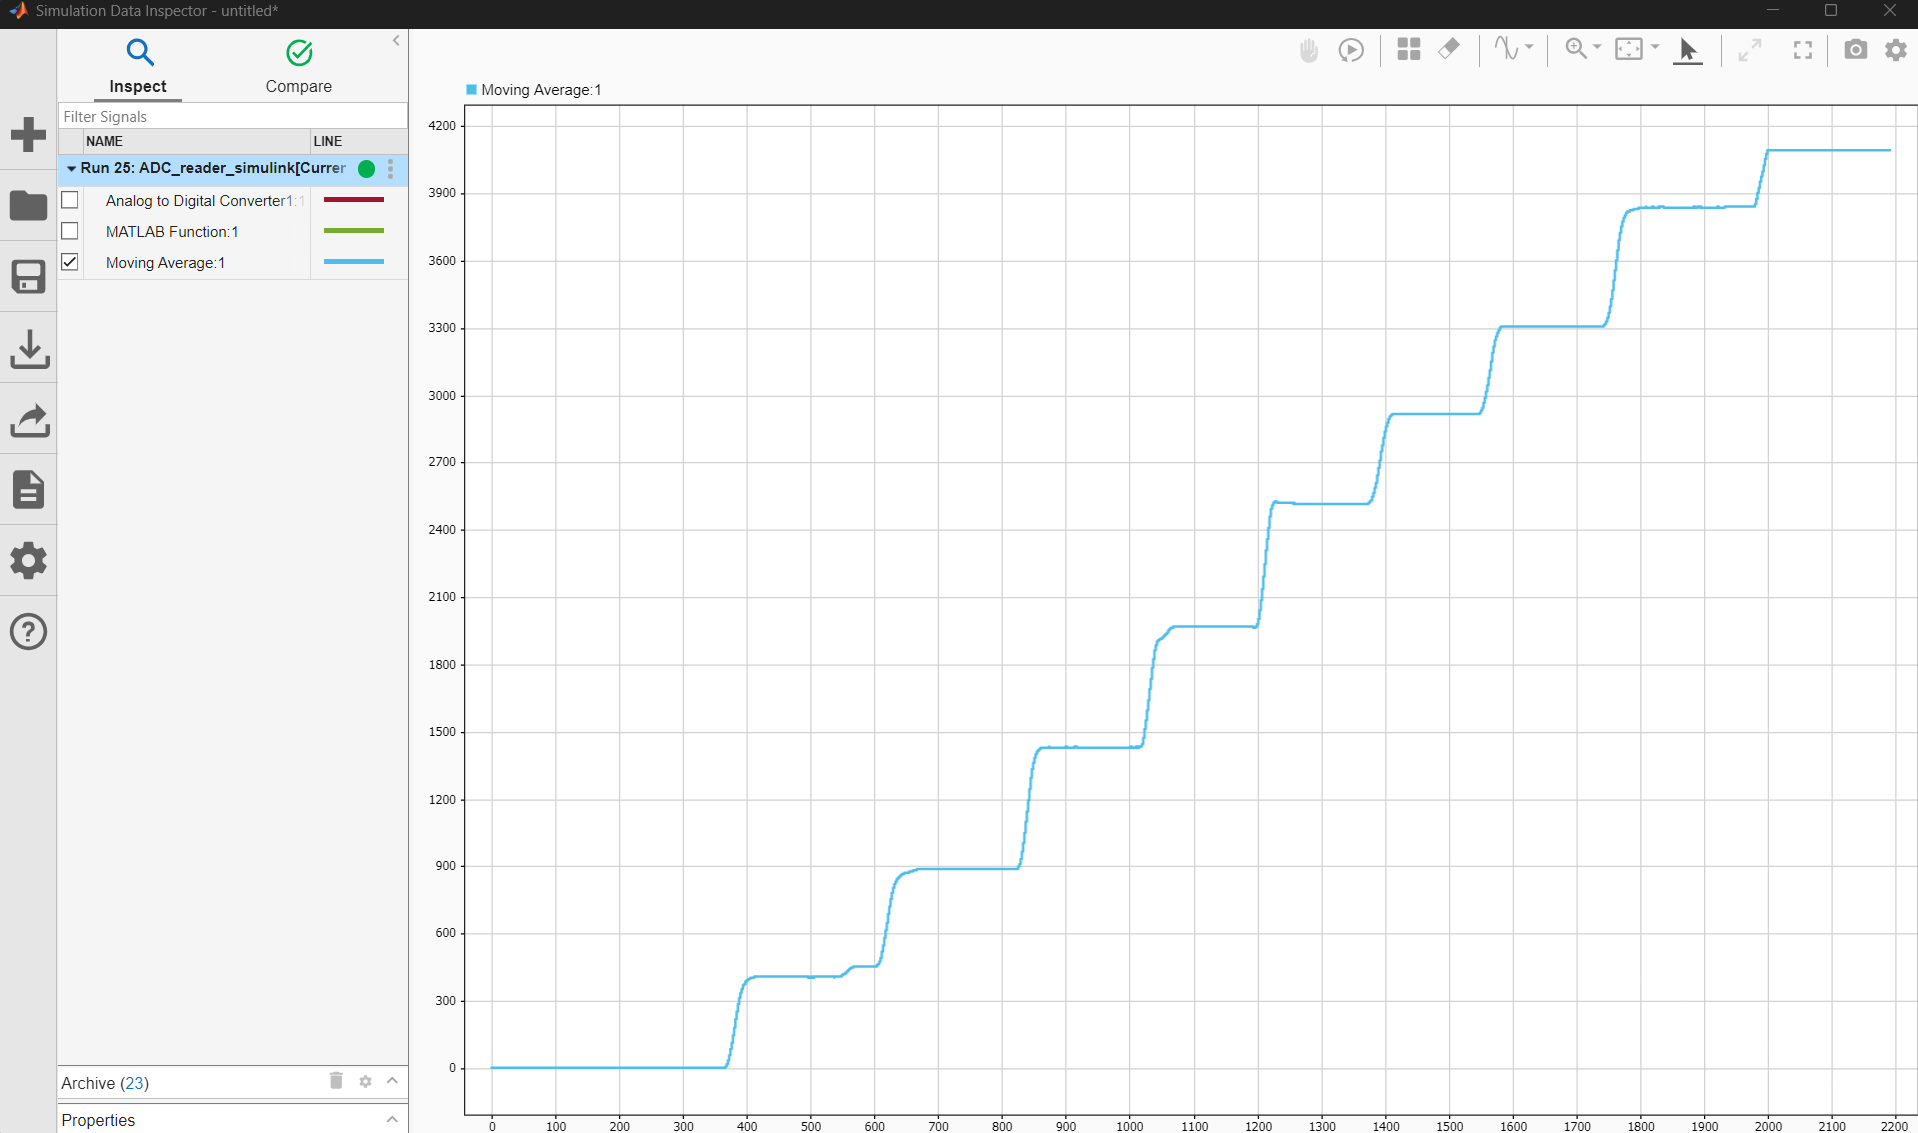 Simulation Data Inspector - untitled*
Inspect
Compare
Filter Signals
NAME LINE
Run 25: ADC_reader_simulink[Curre
Analog to Digital Converter1:1
MATLAB Function:1
Moving Average:1
Archive (23)
Properties
Moving Average:1
4200
3900
3600
3300
3000
2700
2400
2100
1800
1500
1200
900
600
300
0
0 100 200 300 400 500 600 700 800 900 1000 1100 1200 1300 1400 1500 1600 1700 1800 1900 2000 2100 2200